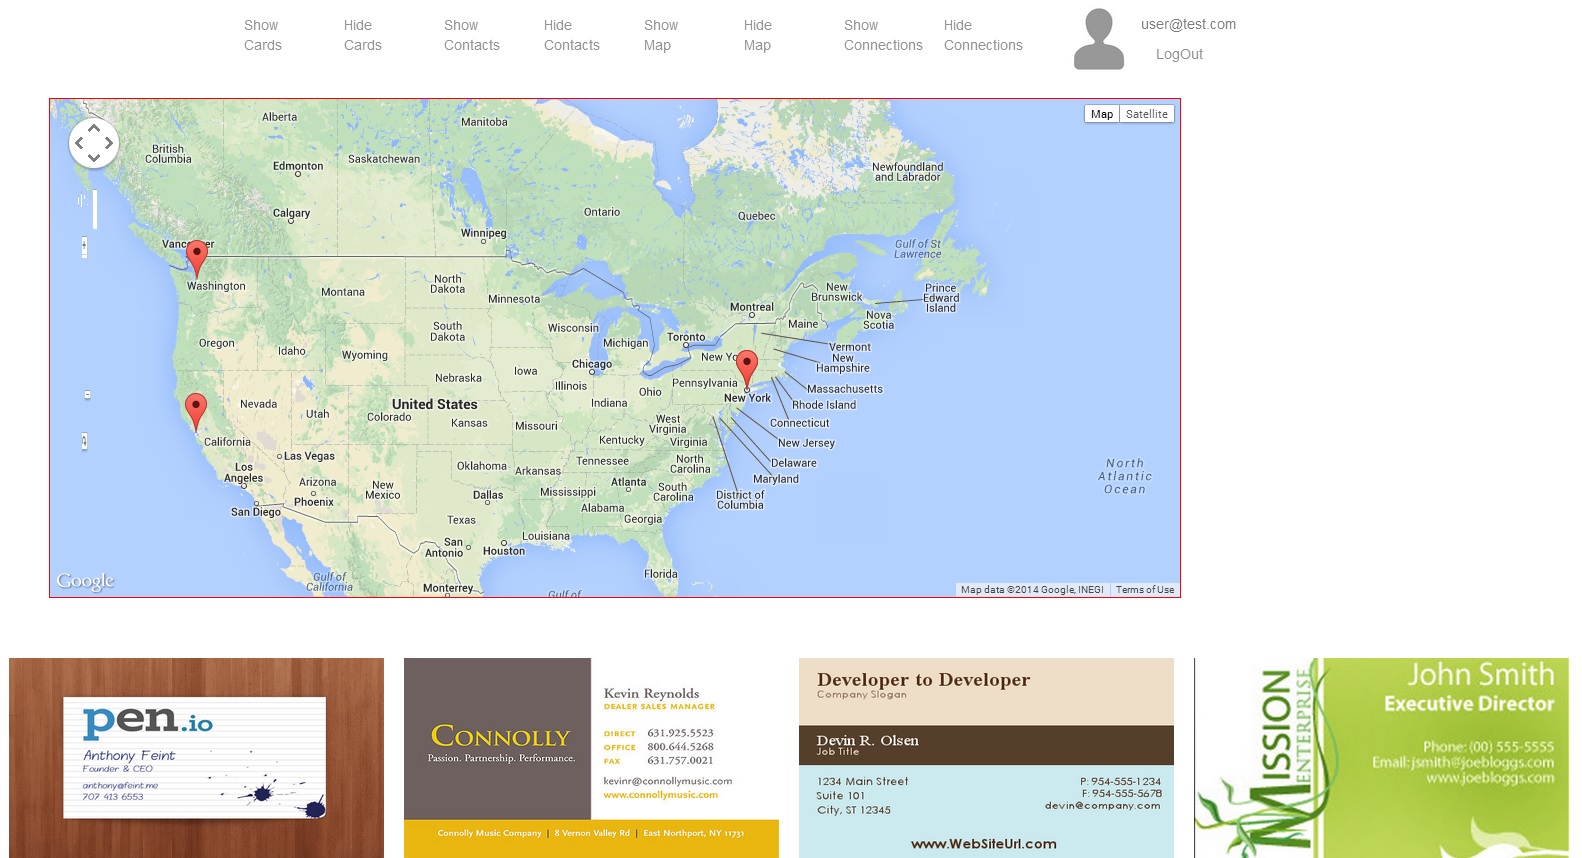 Show Cards
Hide Cards
Show Contacts
Hide Contacts
Show Map
Hide Map
Show Connections
Hide Connections
user@test.com
LogOut
Map
Satellite
Alberta
Manitoba
British Columbia
Edmonton
Saskatchewan
Newfoundland and Labrador
Calgary
Ontario
Quebec
Winnipeg
Gulf of St Lawrence
Washington
Montana
North Dakota
Minnesota
New Brunswick
Prince Edward Island
Montreal
Nova Scotia
Maine
South Dakota
Wisconsin
Michigan
Toronto
Oregon
Idaho
Wyoming
Vermont
New Hampshire
Chicago
Iowa
Nebraska
Illinois
Ohio
Pennsylvania
Massachusetts
New York
Rhode Island
Nevada
Utah
United States
Colorado
Kansas
Indiana
Missouri
West Virginia
Connecticut
California
Kentucky
Virginia
New Jersey
Las Vegas
Los Angeles
Oklahoma
Arkansas
Tennessee
North Carolina
Delaware
Maryland
Arizona
New Mexico
Phoenix
Dallas
Mississippi
Atlanta
South Carolina
District of Columbia
San Diego
Alabama
Georgia
Texas
Louisiana
San Antonio
Houston
Florida
Gulf of California
Monterrey
Gulf of
North Atlantic Ocean
Google
Map data ©2014 Google, INEGI
Terms of Use
pen.io
Anthony Feint
Founder & CEO
anthony@feint.me
707 413 6553
CONNOLLY
Passion. Partnership. Performance.
Kevin Reynolds
DEALER SALES MANAGER
DIRECT 631.925.5523
OFFICE 800.644.5268
FAX 631.757.0021
kevinr@connollymusic.com
www.connollymusic.com
Connolly Music Company | 8 Vernon Valley Rd | East Northport, NY 11731
Developer to Developer
Company Slogan
Devin R. Olsen
Job Title
1234 Main Street
Suite 101
City, ST 12345
P: 954-555-1234
F: 954-555-5678
devin@company.com
www.WebSiteUrl.com
MISSION
ENTERPRISE
John Smith
Executive Director
Phone: (00) 555-5555
Email: jsmith@joebloggs.com
www.joebloggs.com